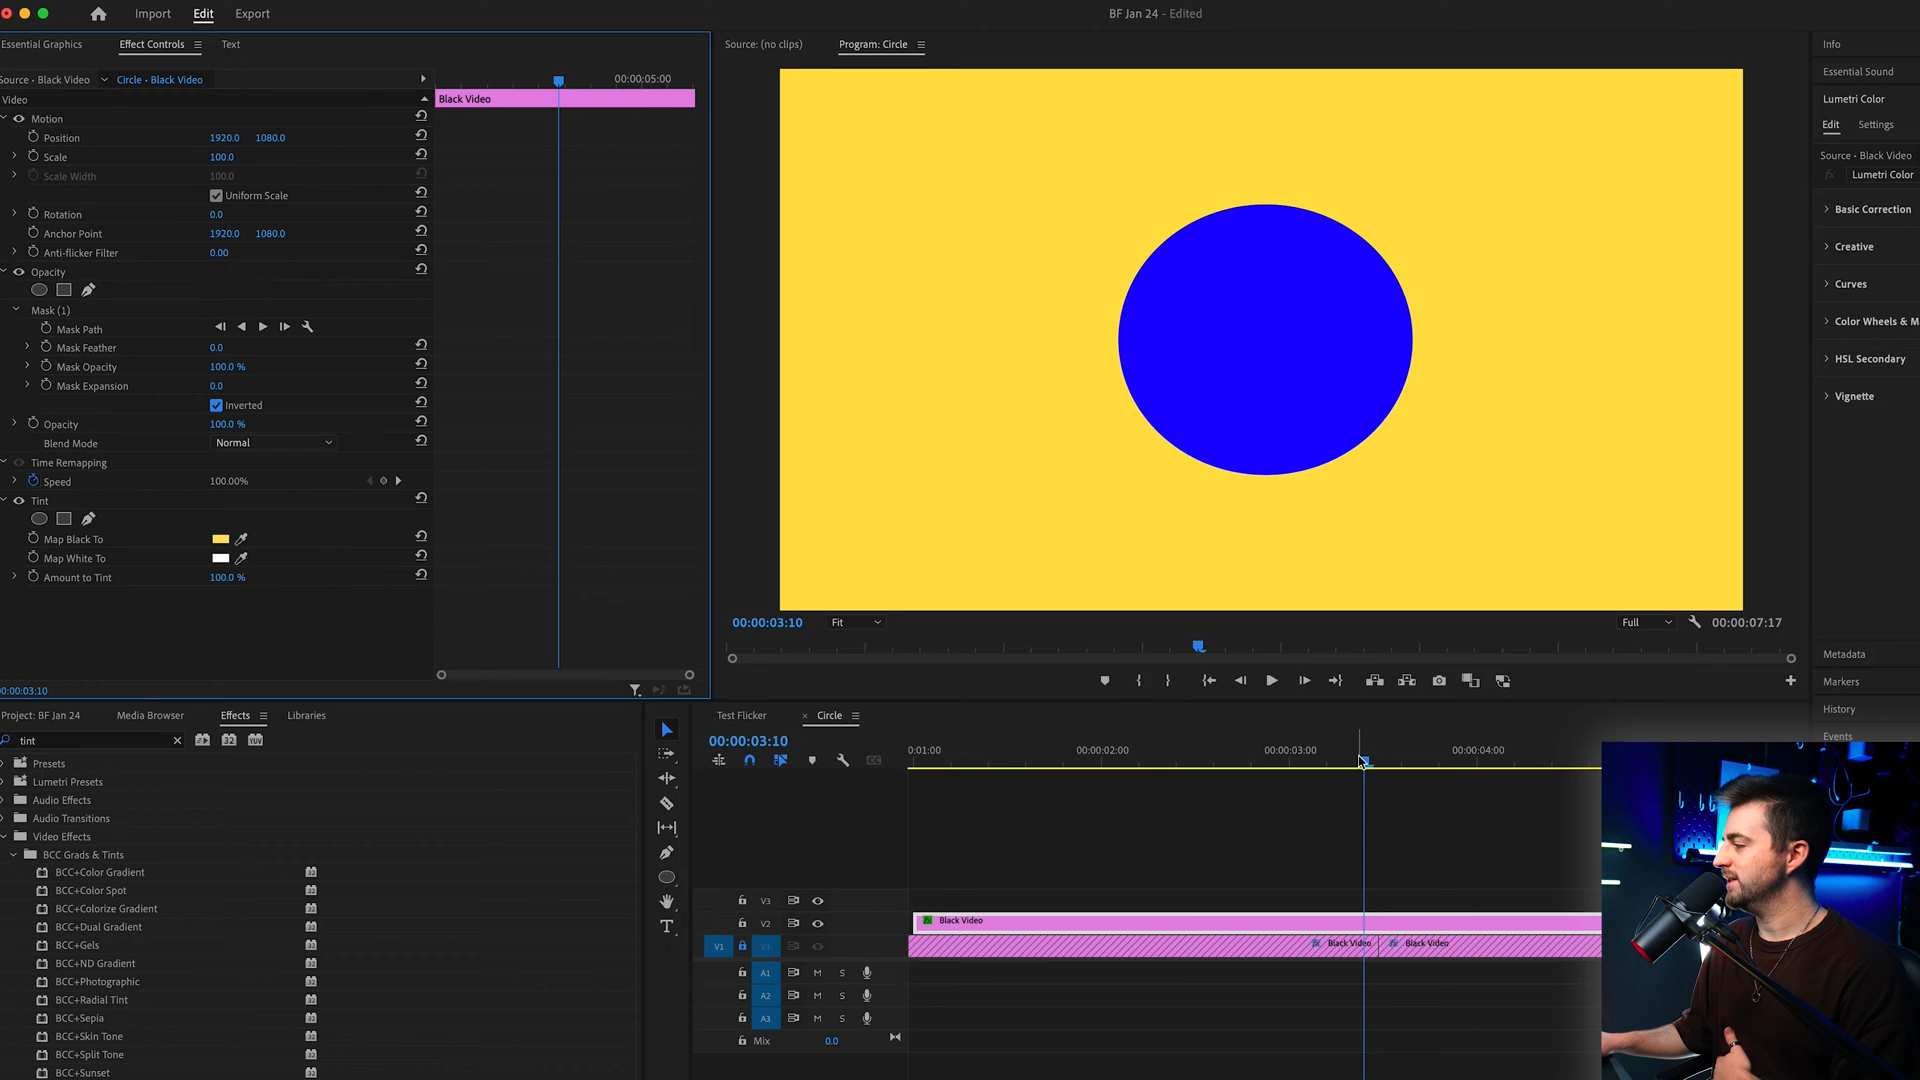 Import Edit Export
BF Jan 24 - Edited
Essential Graphics Effect Controls Text
Source • Black Video Circle • Black Video
00:00:05:00
Video
Black Video
Motion
Position 1920.0 1080.0
Scale 100.0
Scale Width 100.0
Uniform Scale
Rotation 0.0
Anchor Point 1920.0 1080.0
Anti-flicker Filter 0.00
Opacity
Mask (1)
Mask Path
Mask Feather 0.0
Mask Opacity 100.0 %
Mask Expansion 0.0
Inverted
Opacity 100.0 %
Blend Mode Normal
Time Remapping
Speed 100.00%
Tint
Map Black To
Map White To
Amount to Tint 100.0 %
00:00:03:10
Source: (no clips) Program: Circle
00:00:03:10 Fit Full 00:00:07:17
Info
Essential Sound
Lumetri Color
Edit Settings
Source • Black Video
fx Lumetri Color
Basic Correction
Creative
Curves
Color Wheels & M
HSL Secondary
Vignette
Metadata
Markers
History
Events
Project: BF Jan 24 Media Browser Effects Libraries
tint
32 YUV
Presets
Lumetri Presets
Audio Effects
Audio Transitions
Video Effects
BCC Grads & Tints
BCC+Color Gradient
BCC+Color Spot
BCC+Colorize Gradient
BCC+Dual Gradient
BCC+Gels
BCC+ND Gradient
BCC+Photographic
BCC+Radial Tint
BCC+Sepia
BCC+Skin Tone
BCC+Split Tone
BCC+Sunset
Test Flicker Circle
00:00:03:10
0:01:00 00:00:02:00 00:00:03:00 00:00:04:00
V3
V2 fx Black Video
V1 V1 fx Black Video fx Black Video
A1 M S
A2 M S
A3 M S
Mix 0.0